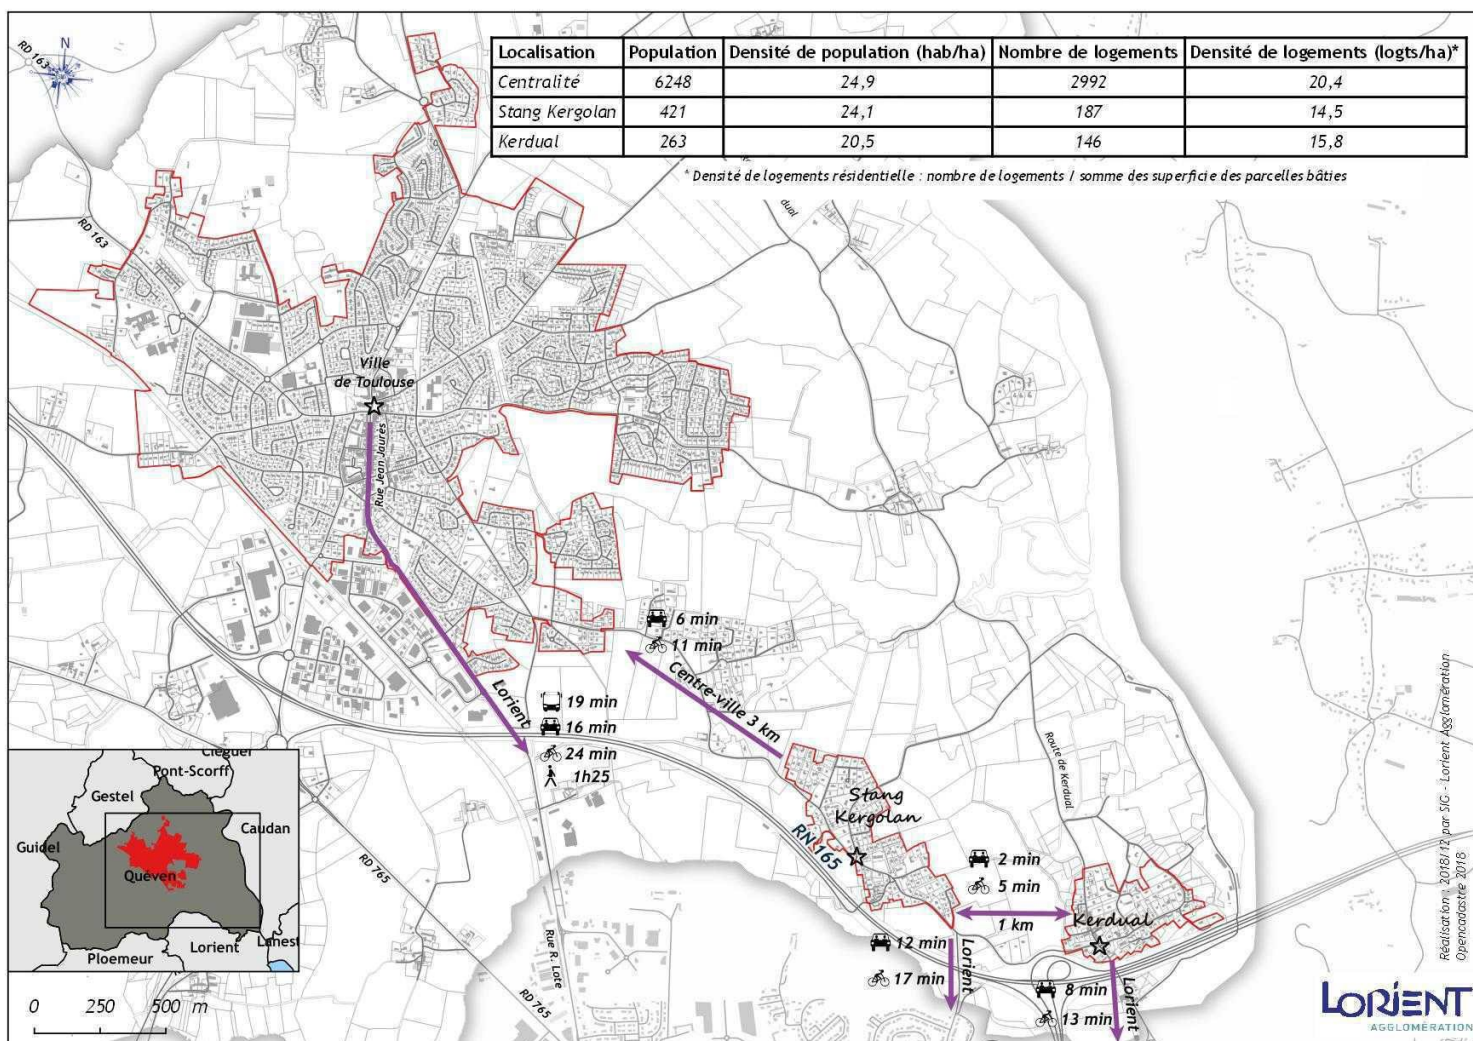 Localisation Population Densité de population (hab/ha) Nombre de logements Densité de logements (logts/ha)*
Centralité 6248 24,9 2992 20,4
Stang Kergolan 421 24,1 187 14,5
Kerdual 263 20,5 146 15,8
* Densité de logements résidentielle : nombre de logements / somme des superficie des parcelles bâties
RD 163
N
dual
RD 163
Ville
de Toulouse
Rue Jean Jaurès
6 min
11 min
Centre-ville 3 km
Lorient
19 min
16 min
24 min
1h25
Route de Kerdual
Stang
Kergolan
RN 165
2 min
5 min
1 km
Kerdual
12 min
17 min
Lorient
8 min
13 min
Lorient
RD 765
RD 765
Rue R. Lote
Cléguer
Pont-Scorff
Gestel
Caudan
Guidel
Quéven
Lorient
Lanest
Ploemeur
0 250 500 m
Réalisation : 2018/12 par SIG - Lorient Agglomération
Opencadastre 2018
LORIENT
AGGLOMÉRATION